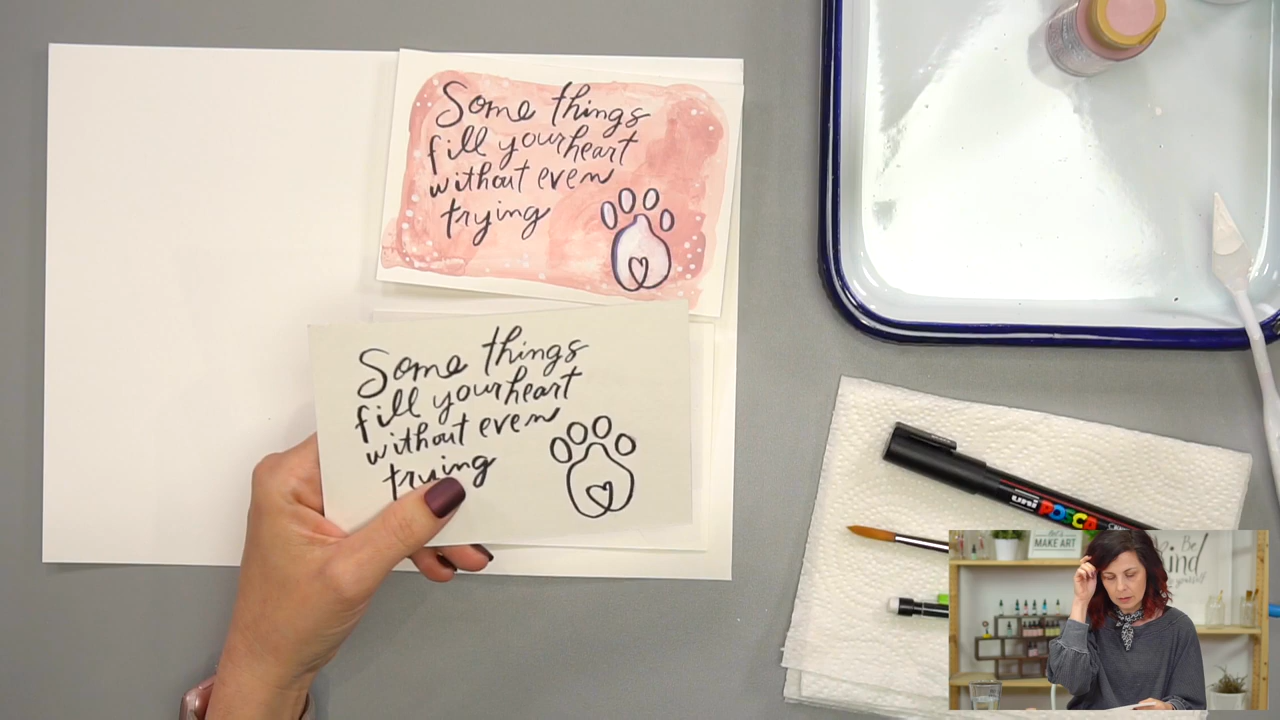 Some things
fill your heart
without even
trying
Some things
fill your heart
without even
trying
uni POSCA
MAKE ART
Be
kind